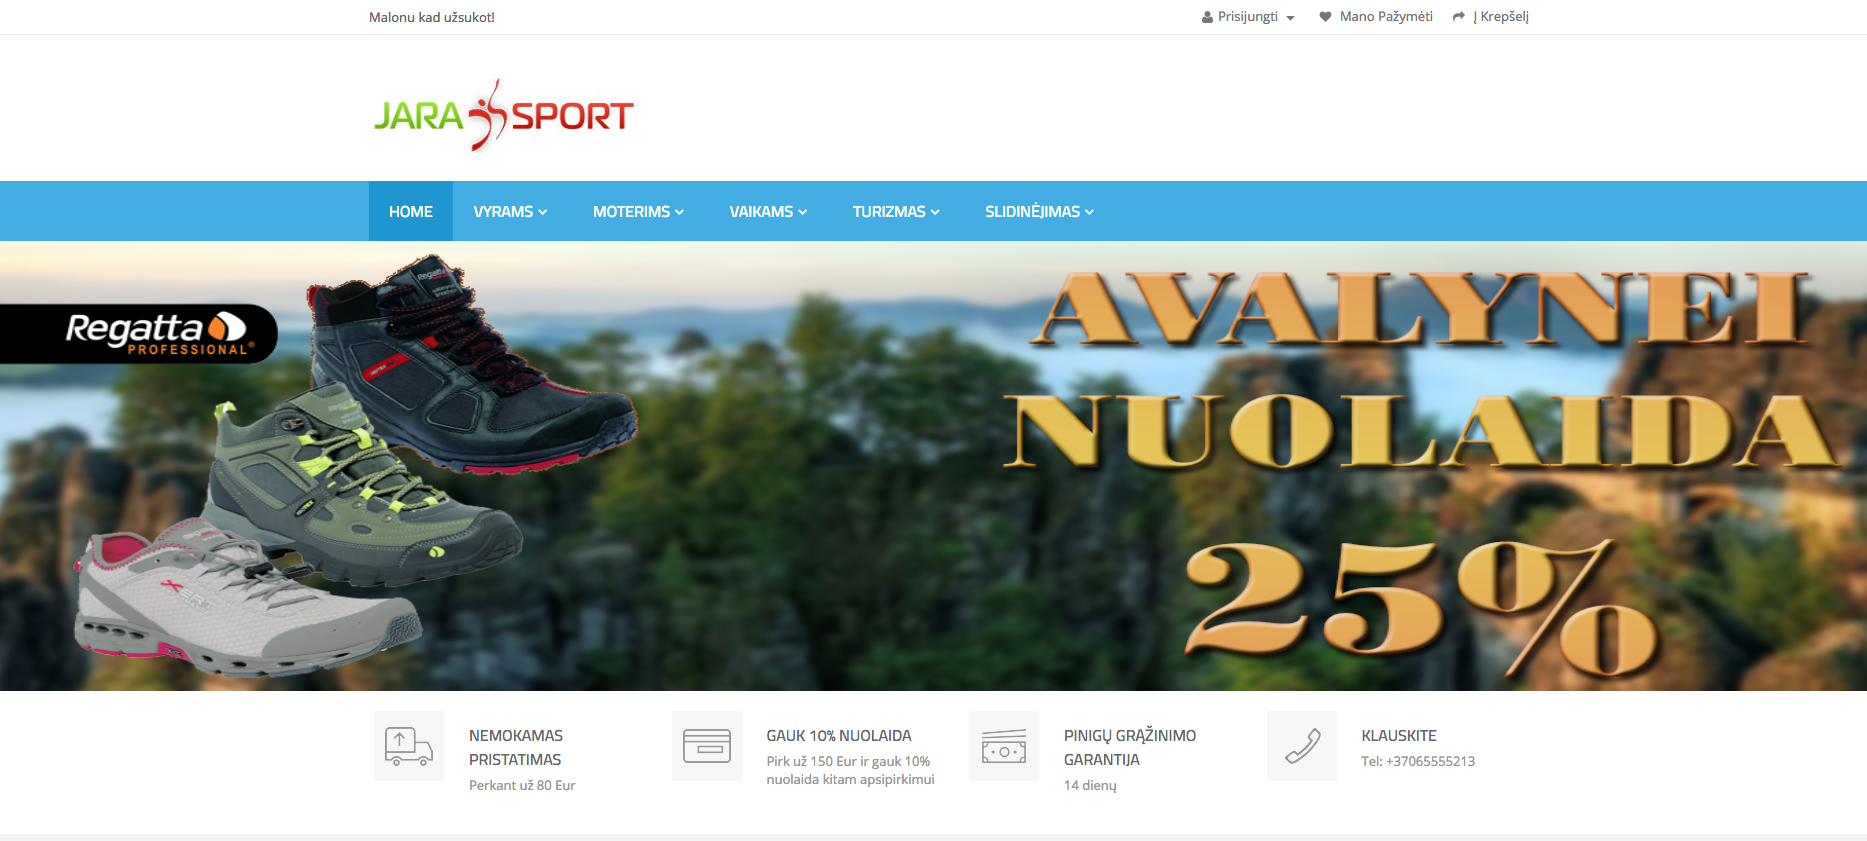 Malonu kad užsukot!
Prisijungti
Mano Pažymėti
Į Krepšelį
JARA SPORT
HOME
VYRAMS
MOTERIMS
VAIKAMS
TURIZMAS
SLIDINĖJIMAS
Regatta
PROFESSIONAL®
Regatta
XERT
AVALYNEI
NUOLAIDA
25%
NEMOKAMAS
PRISTATIMAS
Perkant už 80 Eur
GAUK 10% NUOLAIDA
Pirk už 150 Eur ir gauk 10%
nuolaida kitam apsipirkimui
PINIGŲ GRĄŽINIMO
GARANTIJA
14 dienų
KLAUSKITE
Tel: +37065555213